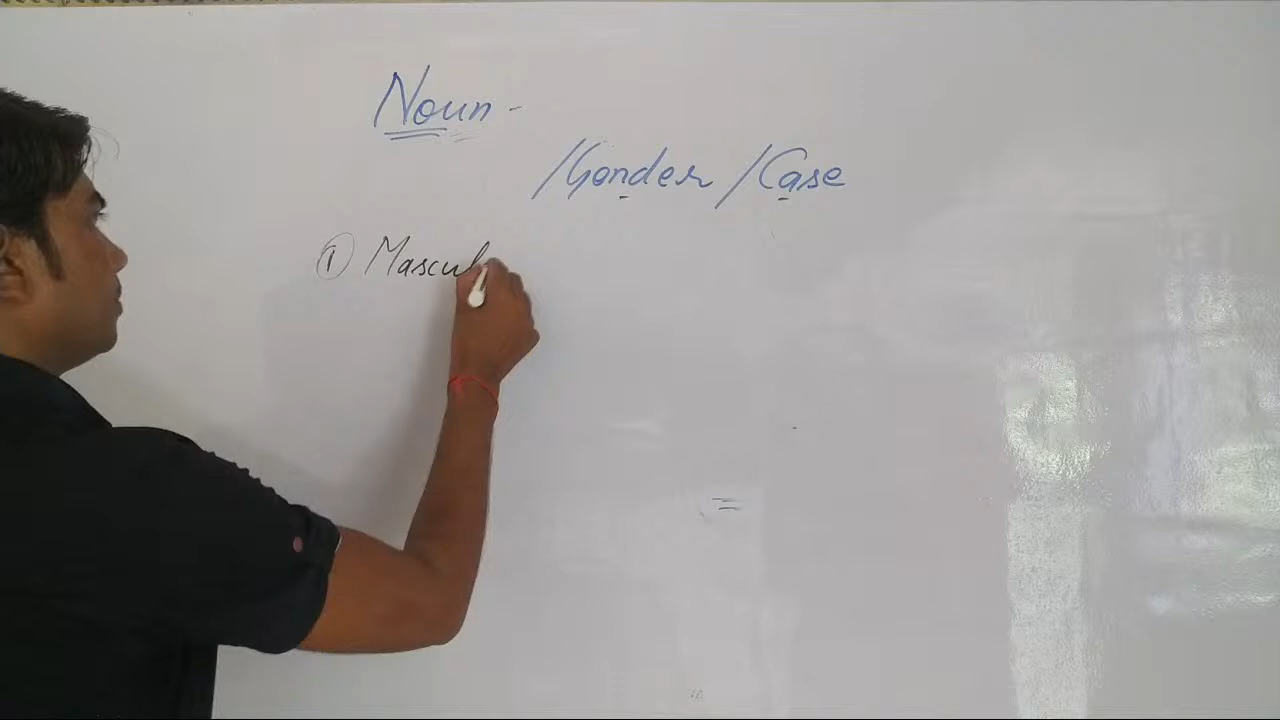 Noun -
/Gender /Case
① Mascul